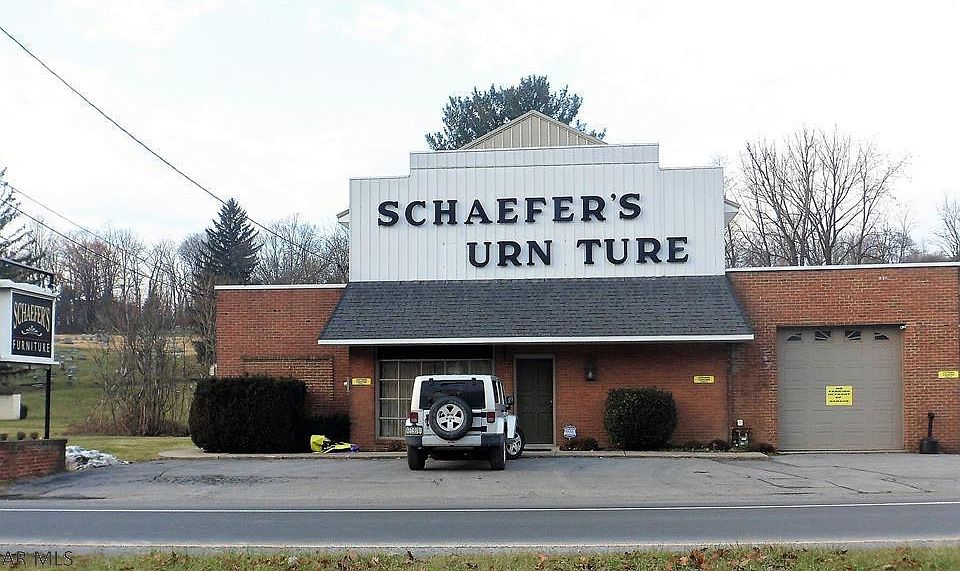 SCHAEFER'S
URN TURE
SCHAEFER'S
FURNITURE
AR MLS